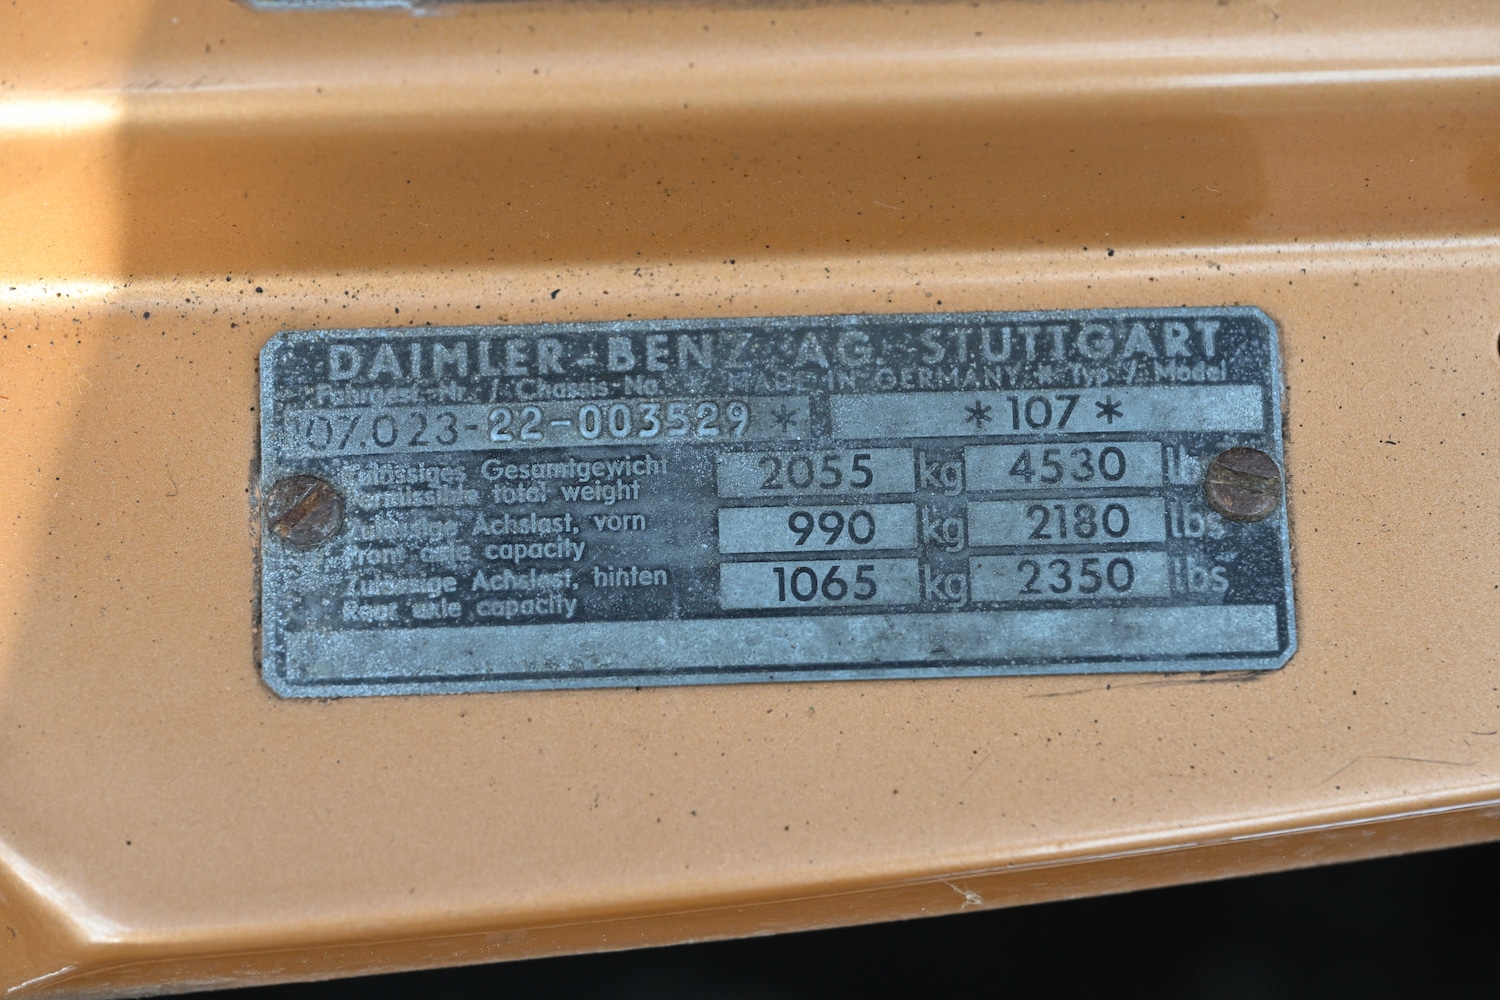 DAIMLER-BENZ AG. STUTTGART
Fahrgest.-Nr. / Chassis-No. * MADE IN GERMANY * Typ / Model
107.023-22-003529 * * 107 *
Zulässiges Gesamtgewicht 2055 kg 4530 lbs
Permissible total weight
Zulässige Achslast, vorn 990 kg 2180 lbs
Front axle capacity
Zulässige Achslast, hinten 1065 kg 2350 lbs
Rear axle capacity